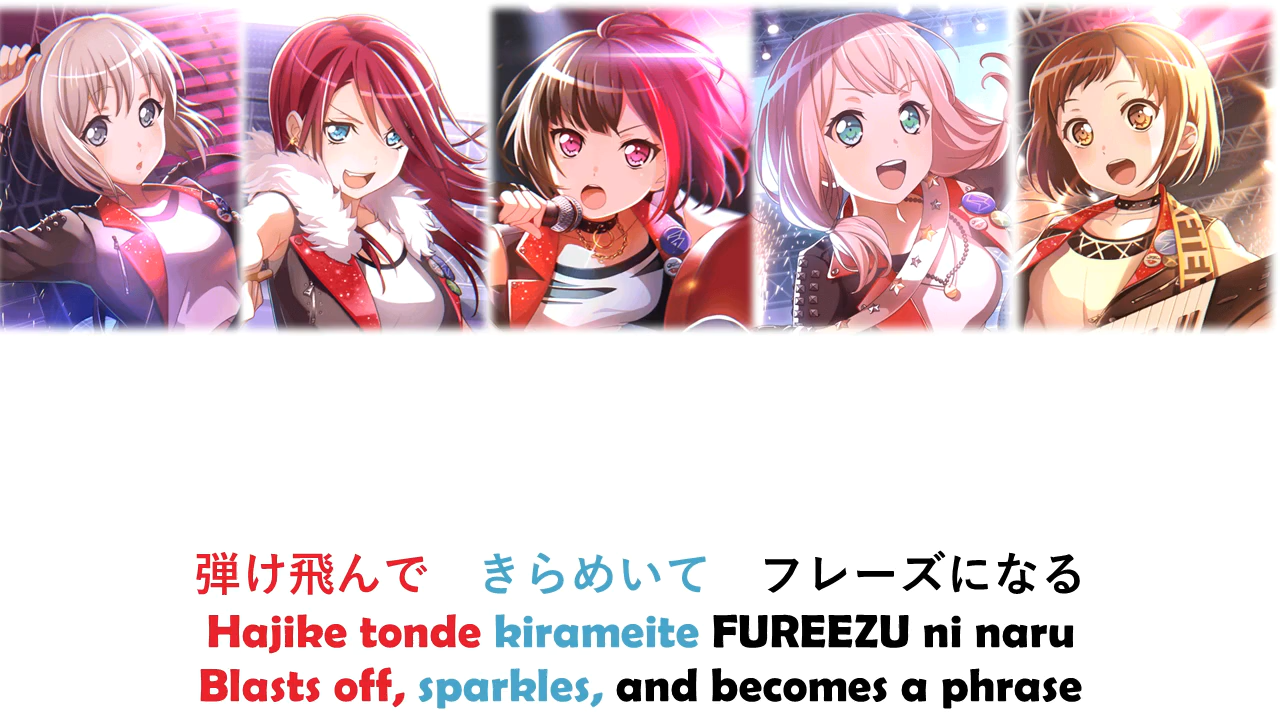 弾け飛んで　きらめいて　フレーズになる
Hajike tonde kirameite FUREEZU ni naru
Blasts off, sparkles, and becomes a phrase